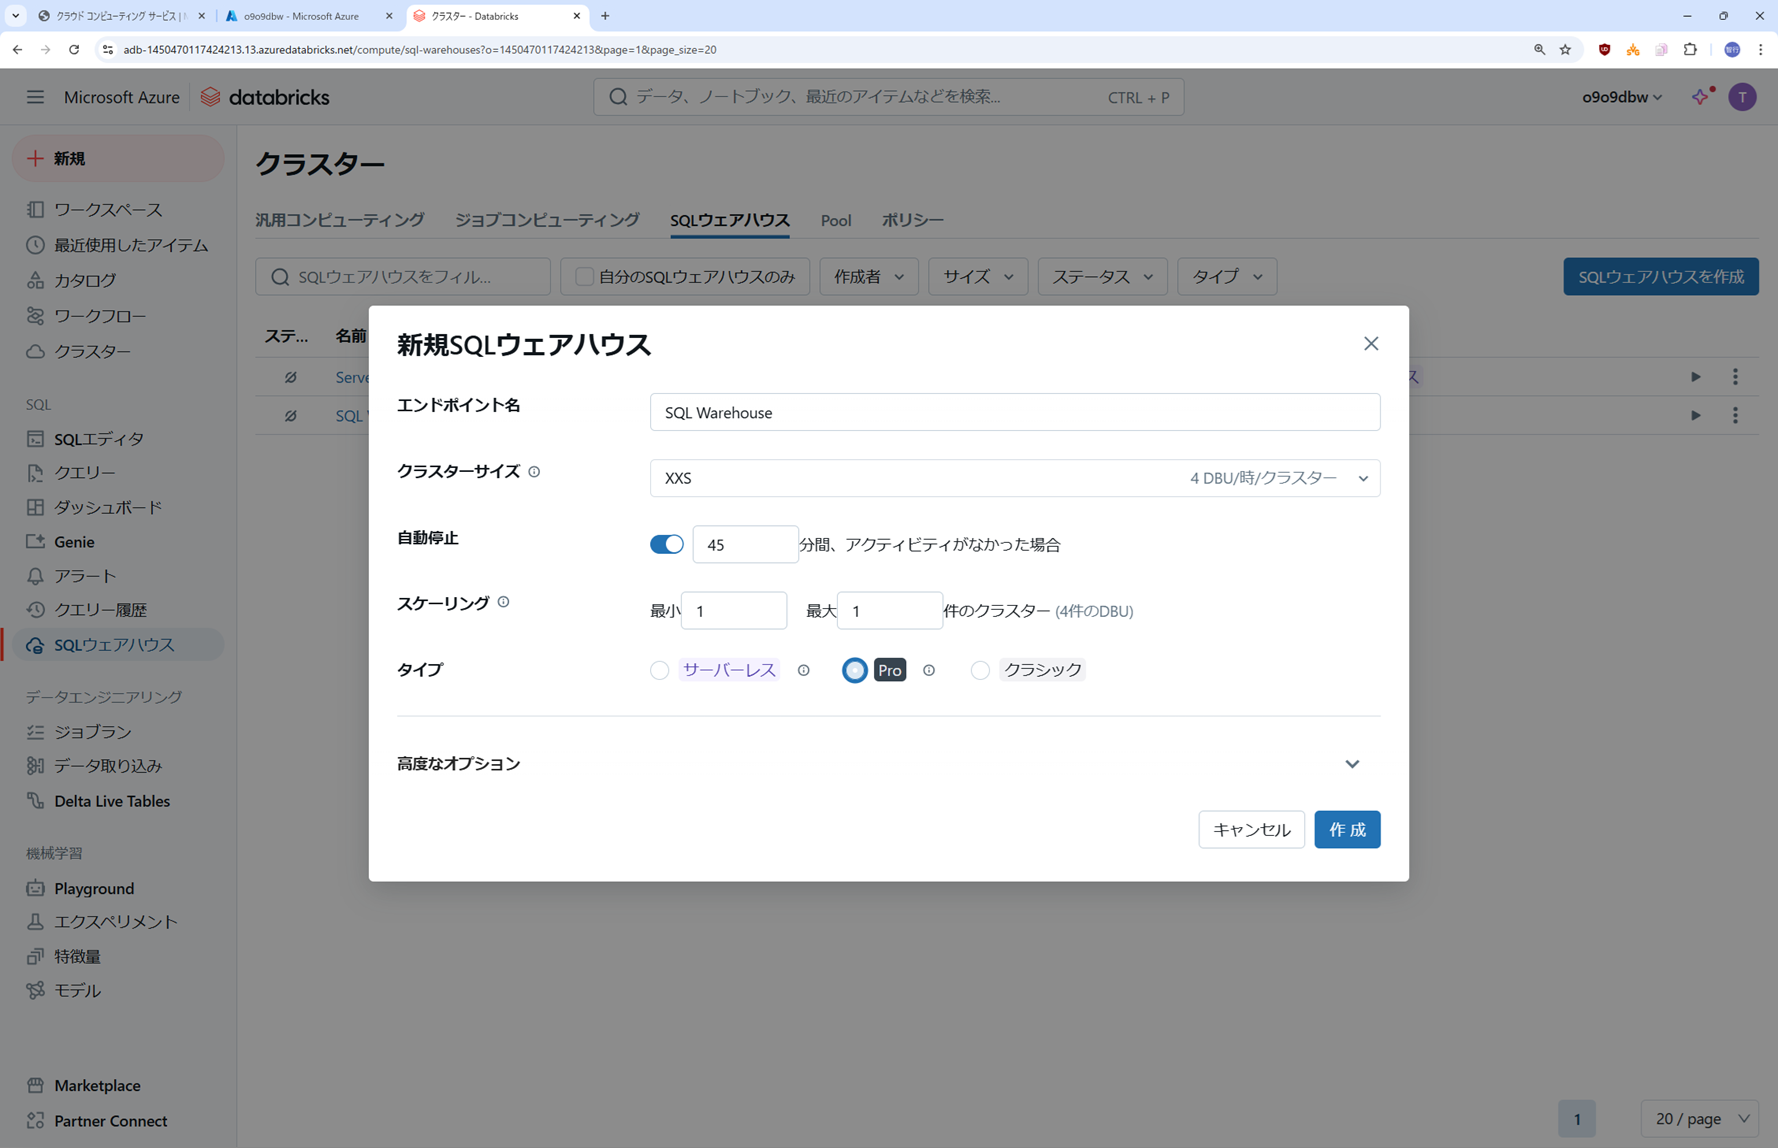 クラウド コンピューティング サービス |
o9o9dbw - Microsoft Azure
クラスター - Databricks
adb-1450470117424213.13.azuredatabricks.net/compute/sql-warehouses?o=1450470117424213&page=1&page_size=20
Microsoft Azure
databricks
データ、ノートブック、最近のアイテムなどを検索...
CTRL + P
o9o9dbw
T
新規
ワークスペース
最近使用したアイテム
カタログ
ワークフロー
クラスター
SQL
SQLエディタ
クエリー
ダッシュボード
Genie
アラート
クエリー履歴
SQLウェアハウス
データエンジニアリング
ジョブラン
データ取り込み
Delta Live Tables
機械学習
Playground
エクスペリメント
特徴量
モデル
Marketplace
Partner Connect
クラスター
汎用コンピューティング
ジョブコンピューティング
SQLウェアハウス
Pool
ポリシー
SQLウェアハウスをフィル...
自分のSQLウェアハウスのみ
作成者
サイズ
ステータス
タイプ
SQLウェアハウスを作成
ステ...
名前
Serve
SQL
ス
新規SQLウェアハウス
エンドポイント名
SQL Warehouse
クラスターサイズ
XXS
4 DBU/時/クラスター
自動停止
45
分間、アクティビティがなかった場合
スケーリング
最小
1
最大
1
件のクラスター (4件のDBU)
タイプ
サーバーレス
Pro
クラシック
高度なオプション
キャンセル
作 成
1
20 / page